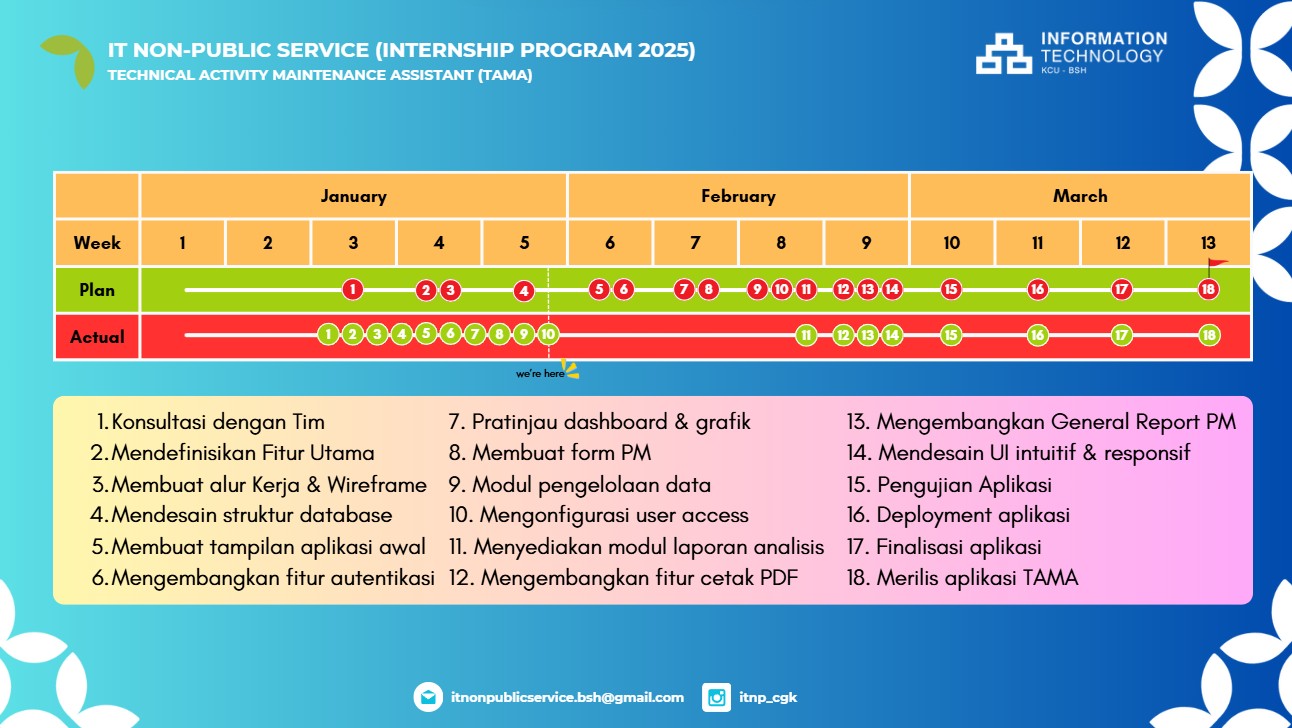 IT NON-PUBLIC SERVICE (INTERNSHIP PROGRAM 2025)
TECHNICAL ACTIVITY MAINTENANCE ASSISTANT (TAMA)
INFORMATION
TECHNOLOGY
KCU - BSH
January February March
Week 1 2 3 4 5 6 7 8 9 10 11 12 13
Plan 1 2 3 4 5 6 7 8 9 10 11 12 13 14 15 16 17 18
Actual 1 2 3 4 5 6 7 8 9 10 11 12 13 14 15 16 17 18
we're here
1. Konsultasi dengan Tim
2. Mendefinisikan Fitur Utama
3. Membuat alur Kerja & Wireframe
4. Mendesain struktur database
5. Membuat tampilan aplikasi awal
6. Mengembangkan fitur autentikasi
7. Pratinjau dashboard & grafik
8. Membuat form PM
9. Modul pengelolaan data
10. Mengonfigurasi user access
11. Menyediakan modul laporan analisis
12. Mengembangkan fitur cetak PDF
13. Mengembangkan General Report PM
14. Mendesain UI intuitif & responsif
15. Pengujian Aplikasi
16. Deployment aplikasi
17. Finalisasi aplikasi
18. Merilis aplikasi TAMA
itnonpublicservice.bsh@gmail.com
itnp_cgk